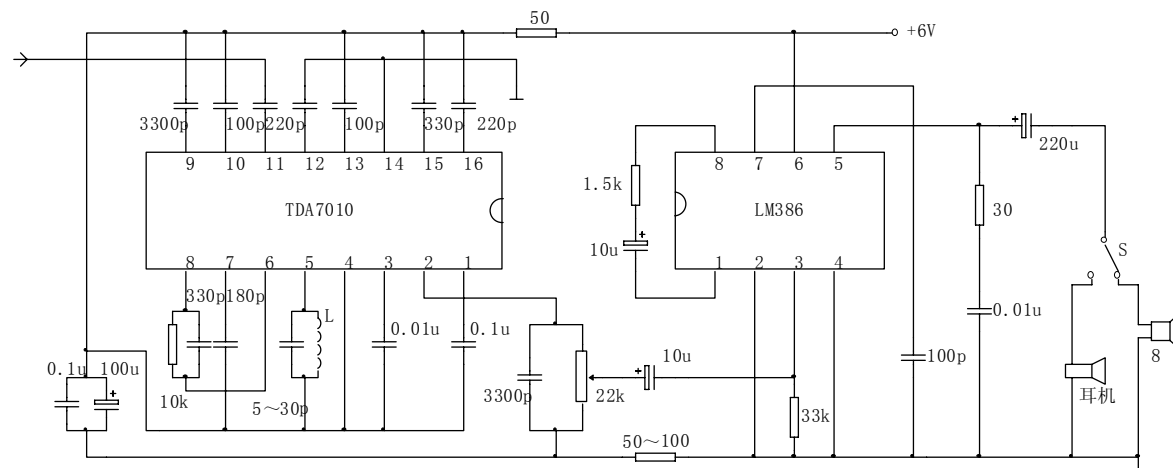 50
+6V
3300p
100p
220p
100p
330p
220p
9 10 11 12 13 14 15 16
TDA7010
8 7 6 5 4 3 2 1
330p
180p
L
0.01u
0.1u
0.1u
100u
10k
5～30p
3300p
22k
10u
33k
50～100
8 7 6 5
LM386
1 2 3 4
1.5k
10u
220u
30
S
0.01u
100p
8
耳机